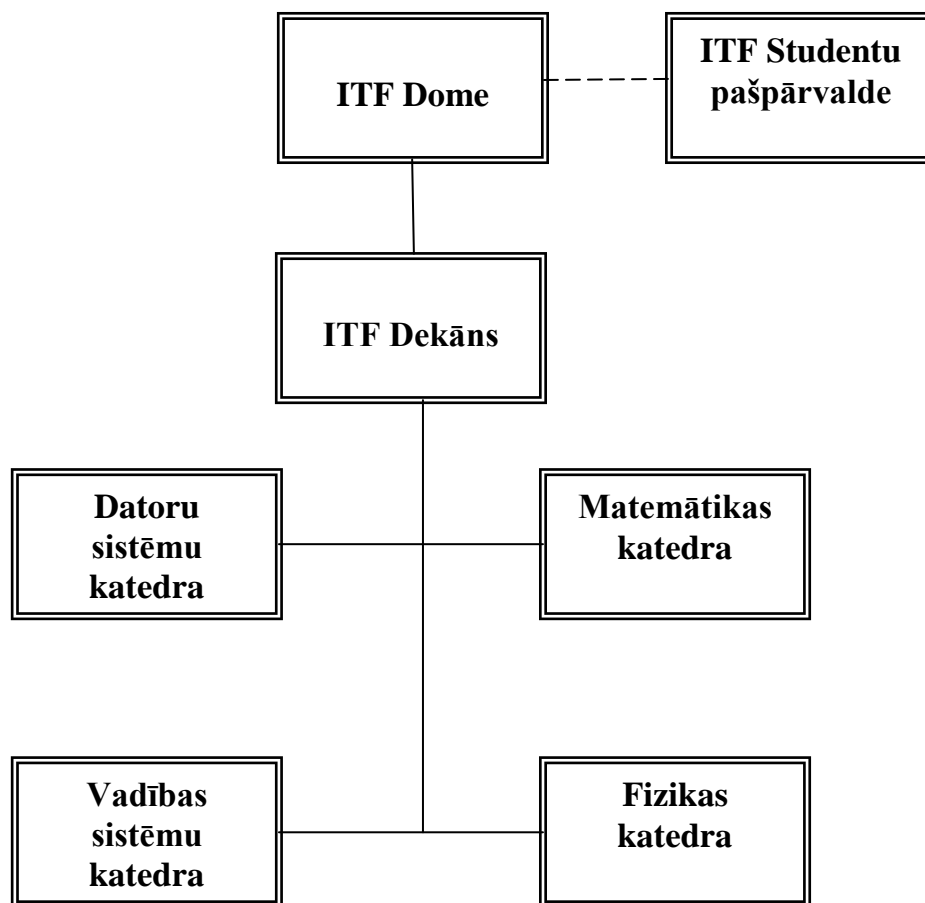 ITF Dome
ITF Studentu
pašpārvalde
ITF Dekāns
Datoru
sistēmu
katedra
Matemātikas
katedra
Vadības
sistēmu
katedra
Fizikas
katedra